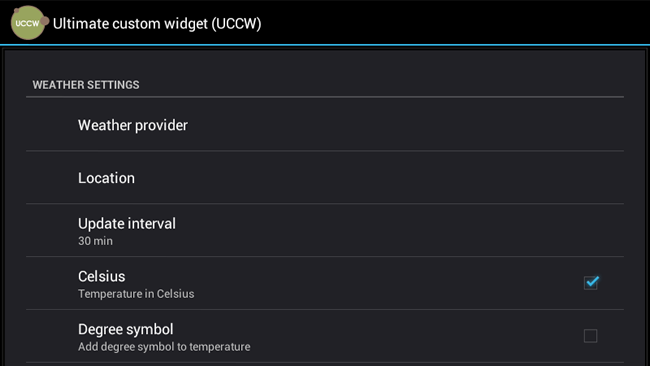 UCCW
Ultimate custom widget (UCCW)
WEATHER SETTINGS
Weather provider
Location
Update interval
30 min
Celsius
Temperature in Celsius
Degree symbol
Add degree symbol to temperature